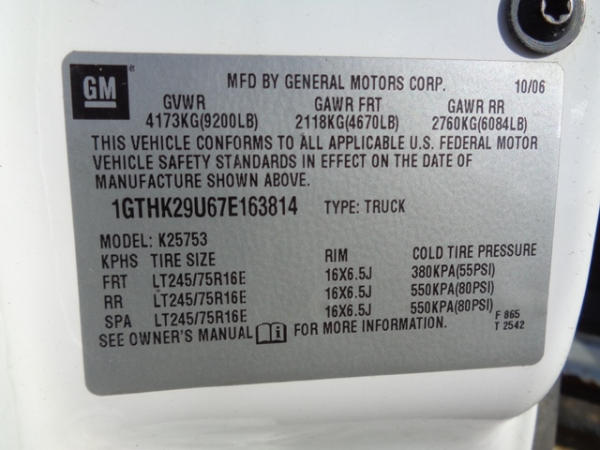 GM MFD BY GENERAL MOTORS CORP. 10/06
GVWR GAWR FRT GAWR RR
4173KG(9200LB) 2118KG(4670LB) 2760KG(6084LB)
THIS VEHICLE CONFORMS TO ALL APPLICABLE U.S. FEDERAL MOTOR
VEHICLE SAFETY STANDARDS IN EFFECT ON THE DATE OF
MANUFACTURE SHOWN ABOVE.
1GTHK29U67E163814 TYPE: TRUCK
MODEL: K25753
KPHS TIRE SIZE RIM COLD TIRE PRESSURE
FRT LT245/75R16E 16X6.5J 380KPA(55PSI)
RR LT245/75R16E 16X6.5J 550KPA(80PSI)
SPA LT245/75R16E 16X6.5J 550KPA(80PSI)
SEE OWNER'S MANUAL FOR MORE INFORMATION.
F 865
T 2542